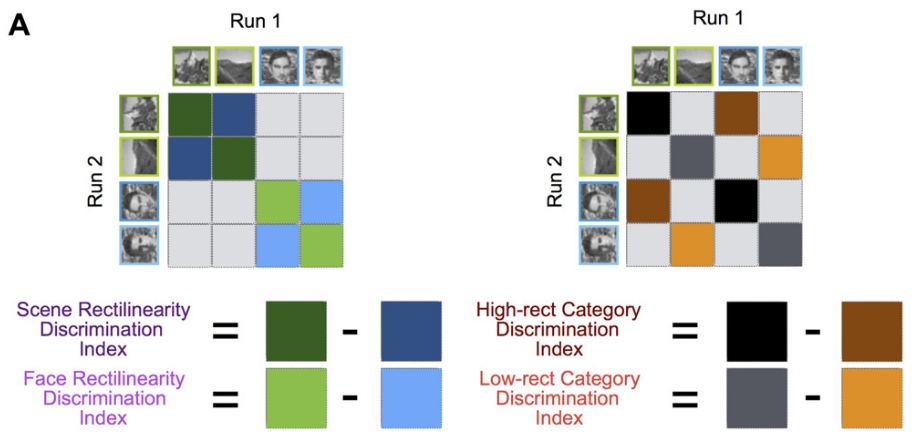 A
Run 1
Run 1
Run 2
Run 2
Scene Rectilinearity
Discrimination
Index
=
-
High-rect Category
Discrimination
Index
=
-
Face Rectilinearity
Discrimination
Index
=
-
Low-rect Category
Discrimination
Index
=
-